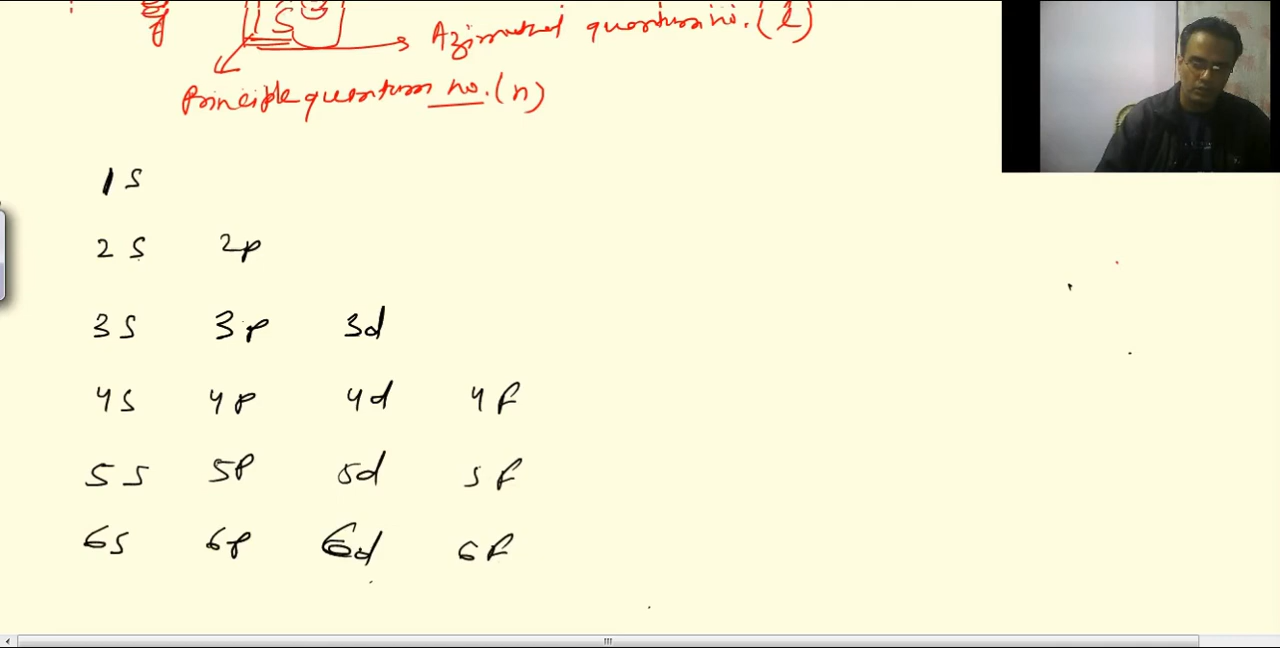 S
Azimuthal quantum no. (l)
Principle quantum no. (n)
1s
2s 2p
3s 3p 3d
4s 4p 4d 4f
5s 5p 5d 5f
6s 6p 6d 6f